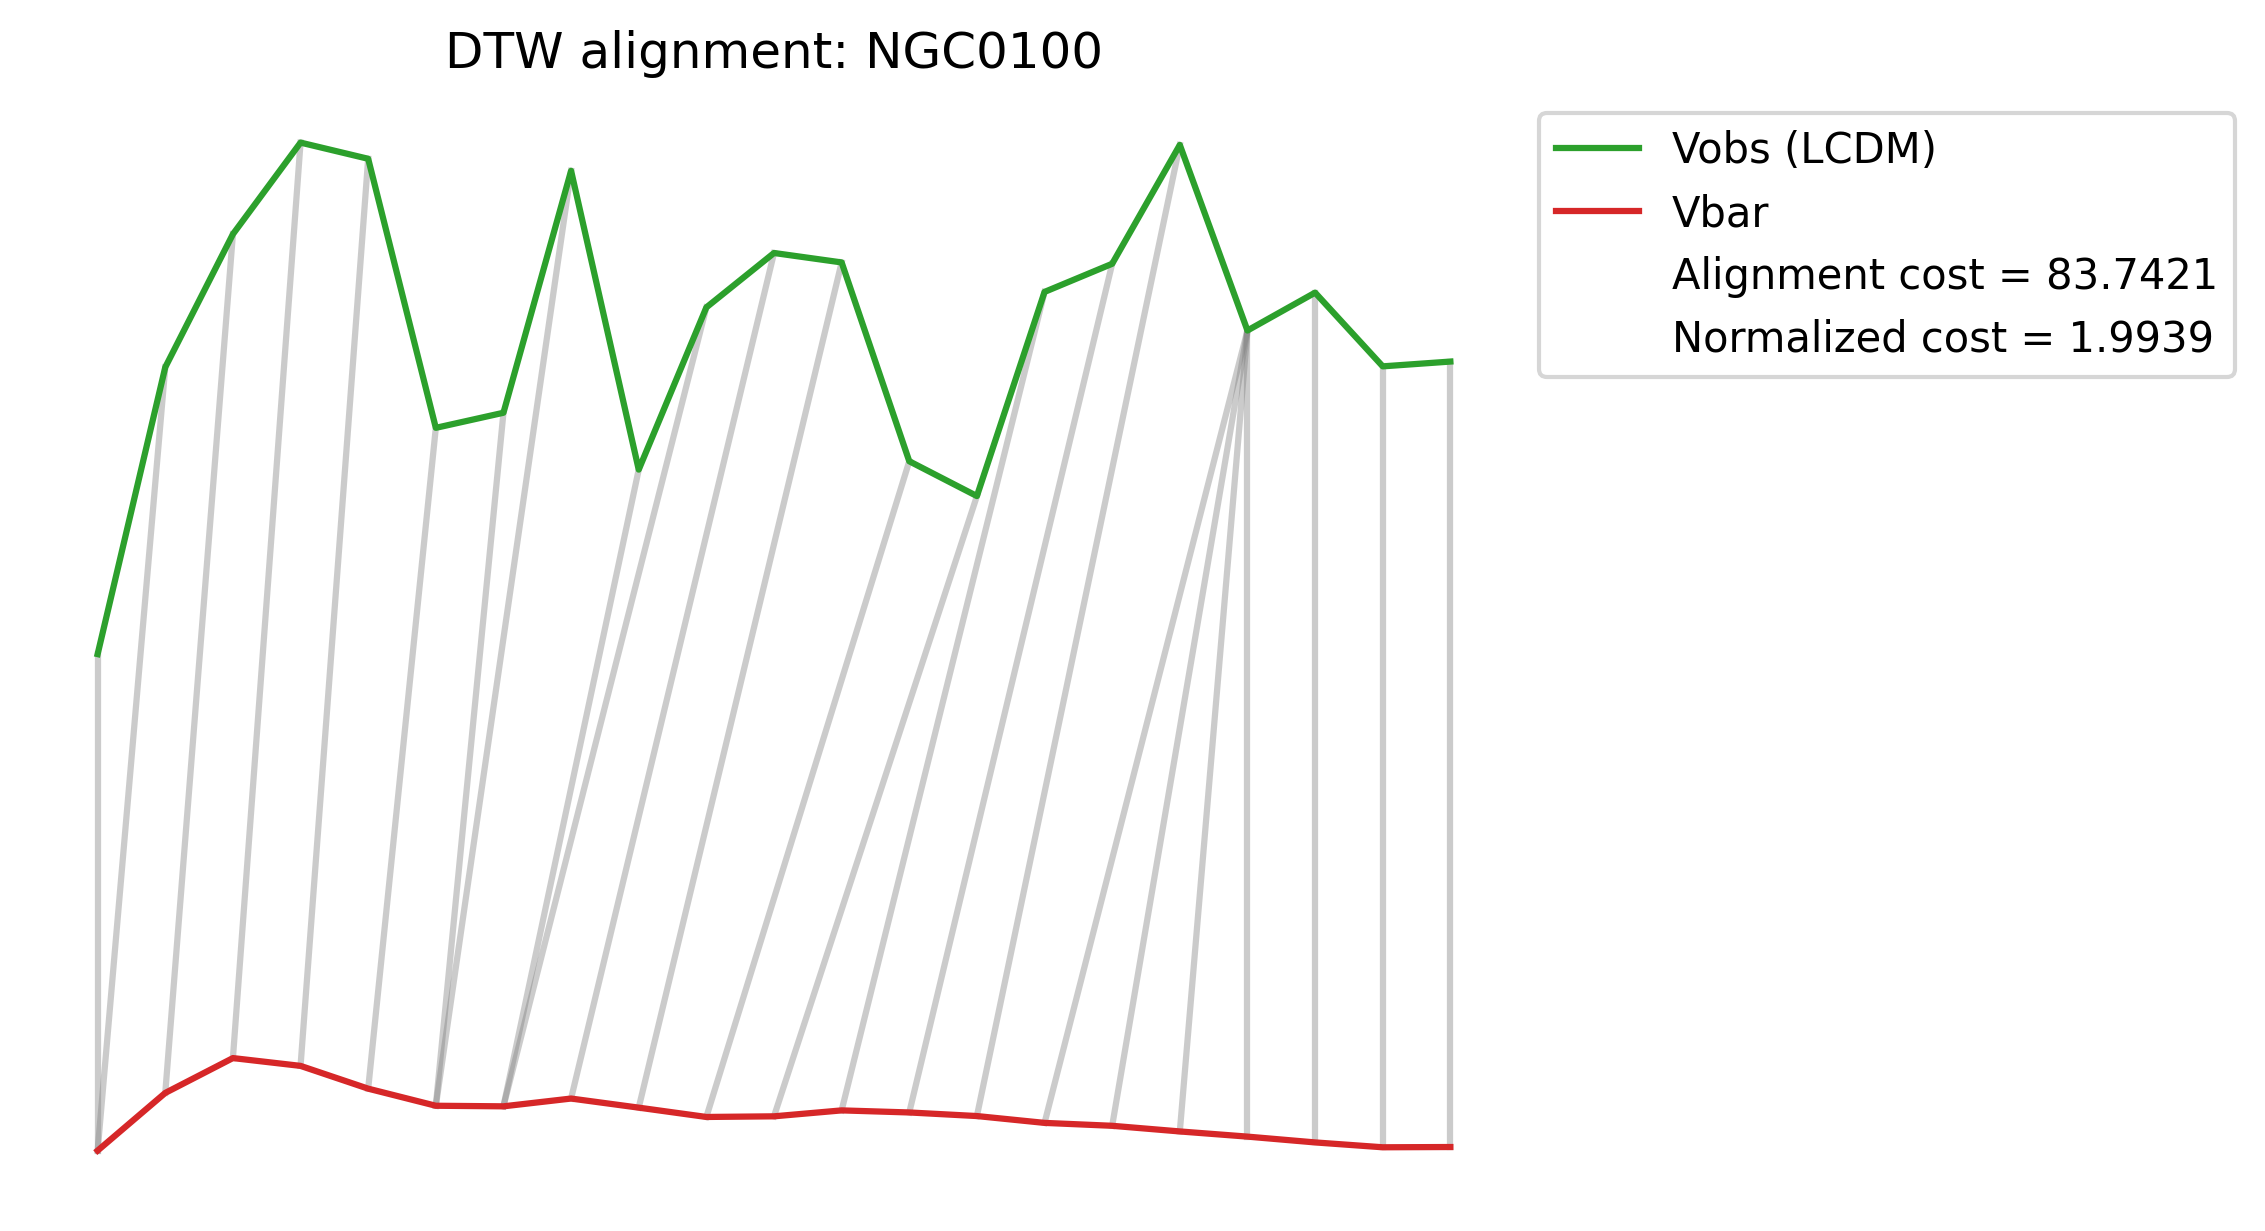 DTW alignment: NGC0100
Vobs (LCDM)
Vbar
Alignment cost = 83.7421
Normalized cost = 1.9939